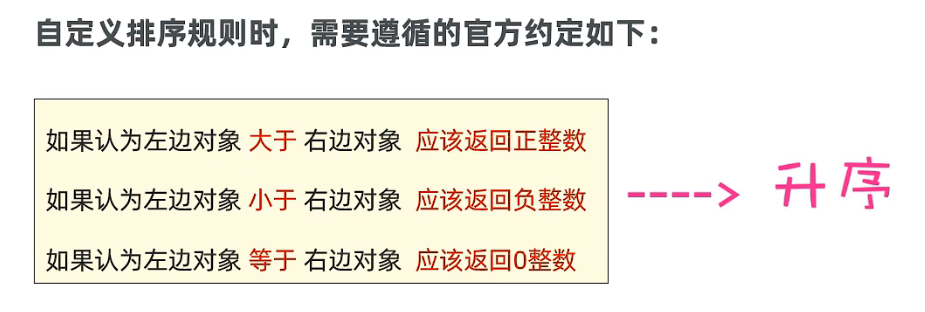 自定义排序规则时，需要遵循的官方约定如下：
如果认为左边对象 大于 右边对象 应该返回正整数
如果认为左边对象 小于 右边对象 应该返回负整数
如果认为左边对象 等于 右边对象 应该返回0整数
----> 升序